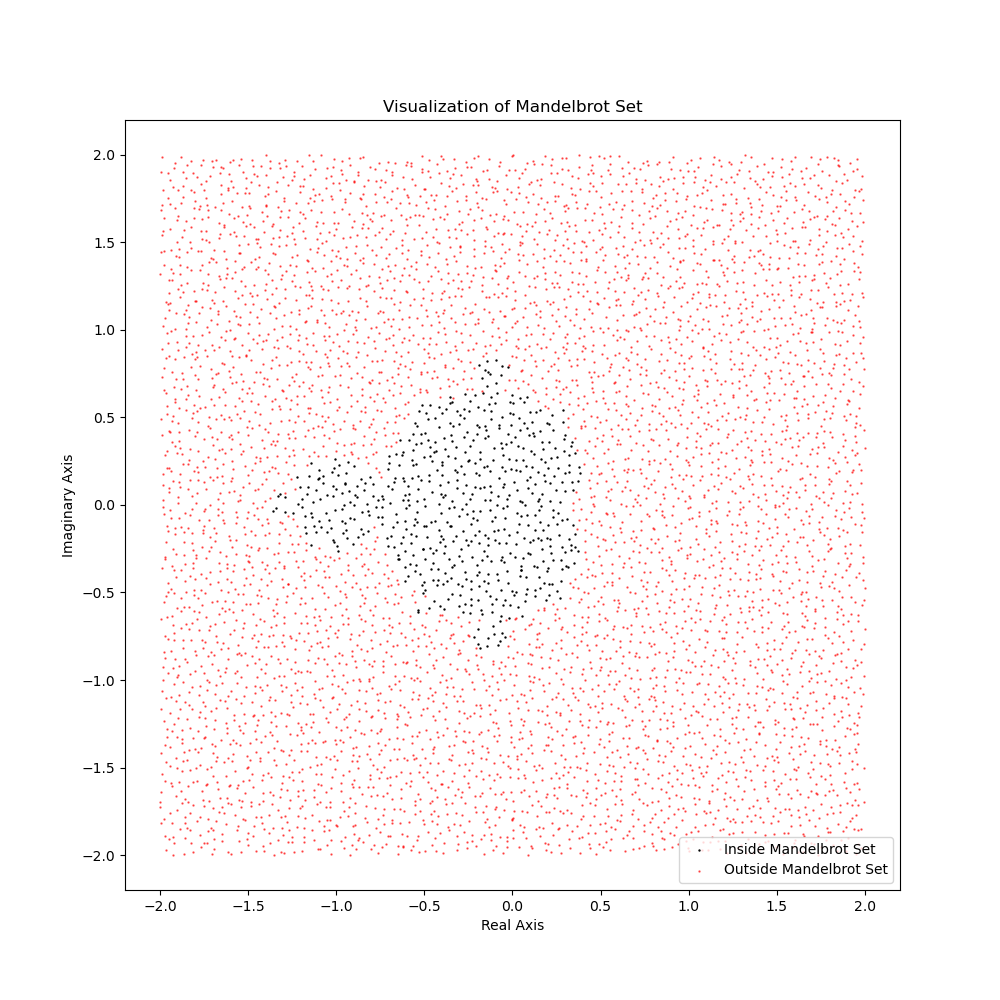 Visualization of Mandelbrot Set
2.0
1.5
1.0
0.5
0.0
−0.5
−1.0
−1.5
−2.0
Imaginary Axis
Inside Mandelbrot Set
Outside Mandelbrot Set
−2.0 −1.5 −1.0 −0.5 0.0 0.5 1.0 1.5 2.0
Real Axis